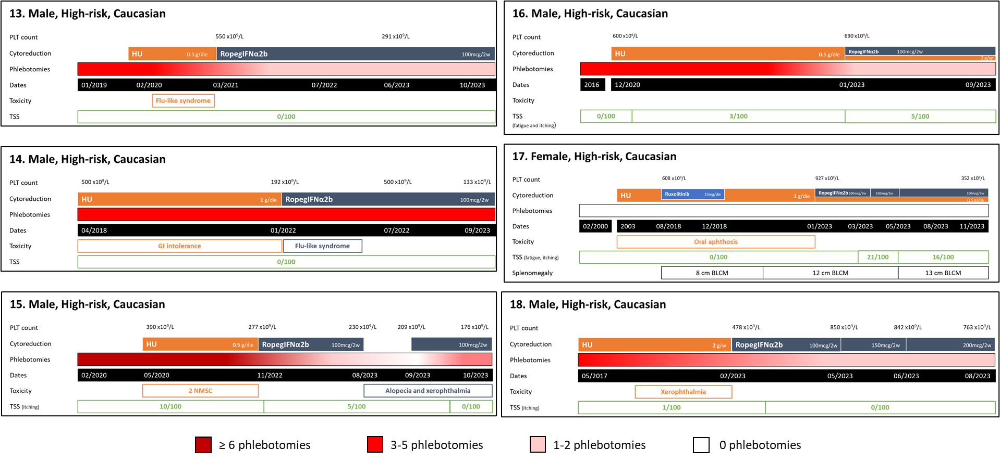 13. Male, High-risk, Caucasian
PLT count 550 x10⁹/L 291 x10⁹/L
Cytoreduction HU 0.5 g/die RopegIFNα2b 100mcg/2w
Phlebotomies
Dates 01/2019 02/2020 03/2021 07/2022 06/2023 10/2023
Toxicity Flu-like syndrome
TSS 0/100
14. Male, High-risk, Caucasian
PLT count 500 x10⁹/L 192 x10⁹/L 500 x10⁹/L 133 x10⁹/L
Cytoreduction HU 1 g/die RopegIFNα2b 100mcg/2w
Phlebotomies
Dates 04/2018 01/2022 07/2022 09/2023
Toxicity GI intolerance Flu-like syndrome
TSS 0/100
15. Male, High-risk, Caucasian
PLT count 390 x10⁹/L 277 x10⁹/L 230 x10⁹/L 209 x10⁹/L 176 x10⁹/L
Cytoreduction HU 0.5 g/die RopegIFNα2b 100mcg/2w 100mcg/2w
Phlebotomies
Dates 02/2020 05/2020 11/2022 08/2023 09/2023 10/2023
Toxicity 2 NMSC Alopecia and xerophthalmia
TSS (itching) 10/100 5/100 0/100
16. Male, High-risk, Caucasian
PLT count 600 x10⁹/L 690 x10⁹/L
Cytoreduction HU 0.5 g/die RopegIFNα2b 100mcg/2w
2 g/w
Phlebotomies
Dates 2016 12/2020 01/2023 09/2023
Toxicity
TSS 0/100 3/100 5/100
(fatigue and itching)
17. Female, High-risk, Caucasian
PLT count 608 x10⁹/L 927 x10⁹/L 352 x10⁹/L
Cytoreduction HU Ruxolitinib 15mg/die 1 g/die RopegIFNα2b 100mcg/2w 150mcg/2w 100mcg/2w
0.5 g/die
Phlebotomies
Dates 02/2000 2003 08/2018 12/2018 01/2023 03/2023 05/2023 08/2023 11/2023
Toxicity Oral aphthosis
TSS (fatigue, itching) 0/100 21/100 16/100
Splenomegaly 8 cm BLCM 12 cm BLCM 13 cm BLCM
18. Male, High-risk, Caucasian
PLT count 478 x10⁹/L 850 x10⁹/L 842 x10⁹/L 763 x10⁹/L
Cytoreduction HU 2 g/w RopegIFNα2b 100mcg/2w 150mcg/2w 200mcg/2w
Phlebotomies
Dates 05/2017 02/2023 05/2023 06/2023 08/2023
Toxicity Xerophthalmia
TSS (itching) 1/100 0/100
≥ 6 phlebotomies 3-5 phlebotomies 1-2 phlebotomies 0 phlebotomies